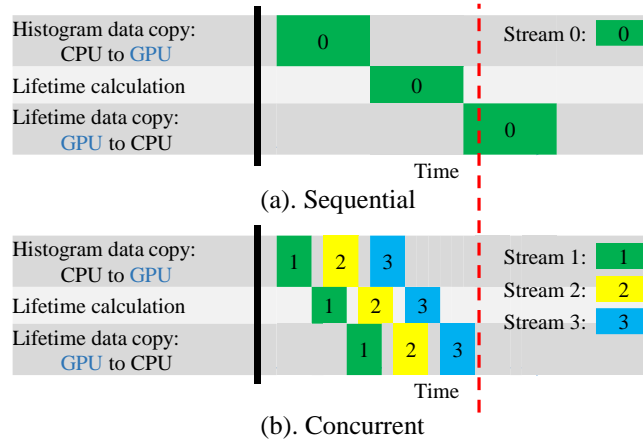 Histogram data copy:
CPU to GPU
0
Stream 0: 0
Lifetime calculation
0
Lifetime data copy:
GPU to CPU
0
Time
(a). Sequential
Histogram data copy:
CPU to GPU
1 2 3
Stream 1: 1
Stream 2: 2
Stream 3: 3
Lifetime calculation
1 2 3
Lifetime data copy:
GPU to CPU
1 2 3
Time
(b). Concurrent